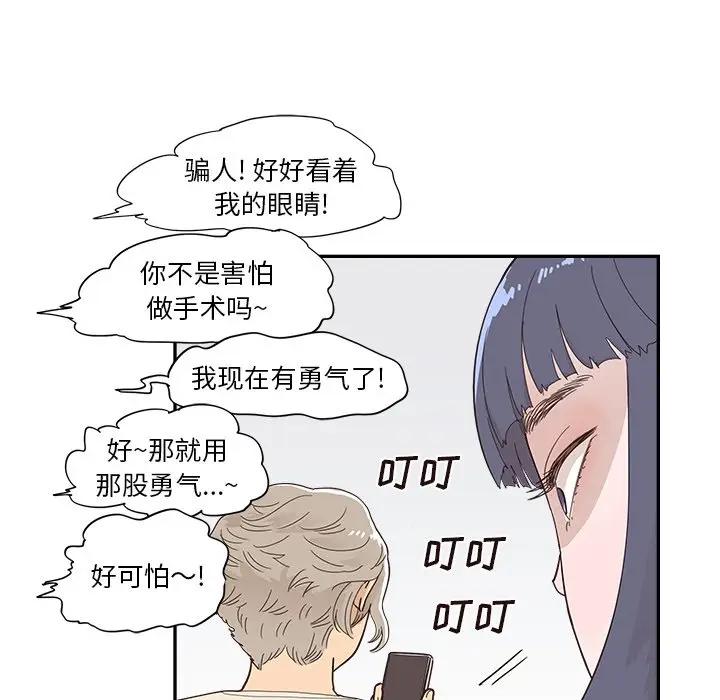 骗人! 好好看着
我的眼睛!
你不是害怕
做手术吗~
我现在有勇气了!
好~那就用
那股勇气...~
好可怕～!
叮叮
叮叮
叮叮